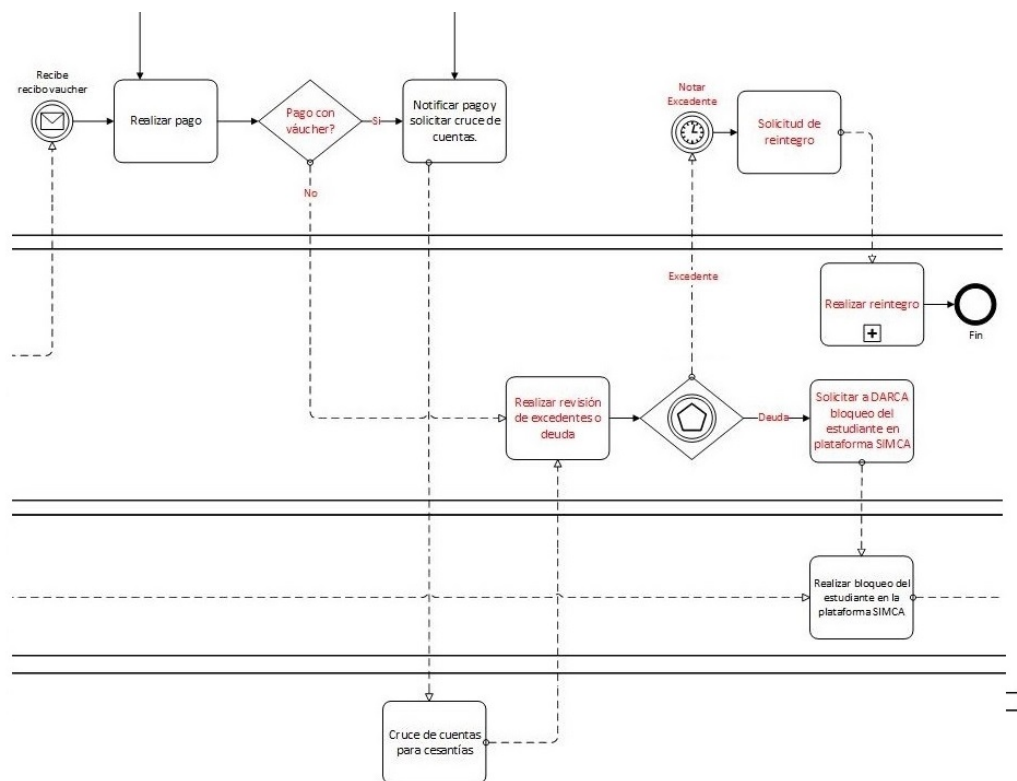 Recibe
recibo vaucher
Realizar pago
Pago con
váucher?
Si
No
Notificar pago y
solicitar cruce de
cuentas.
Notar
Excedente
Solicitud de
reintegro
Excedente
Realizar reintegro
Fin
Realizar revisión
de excedentes o
deuda
Deuda
Solicitar a DARCA
bloqueo del
estudiante en
plataforma SIMCA
Realizar bloqueo del
estudiante en la
plataforma SIMCA
Cruce de cuentas
para cesantías